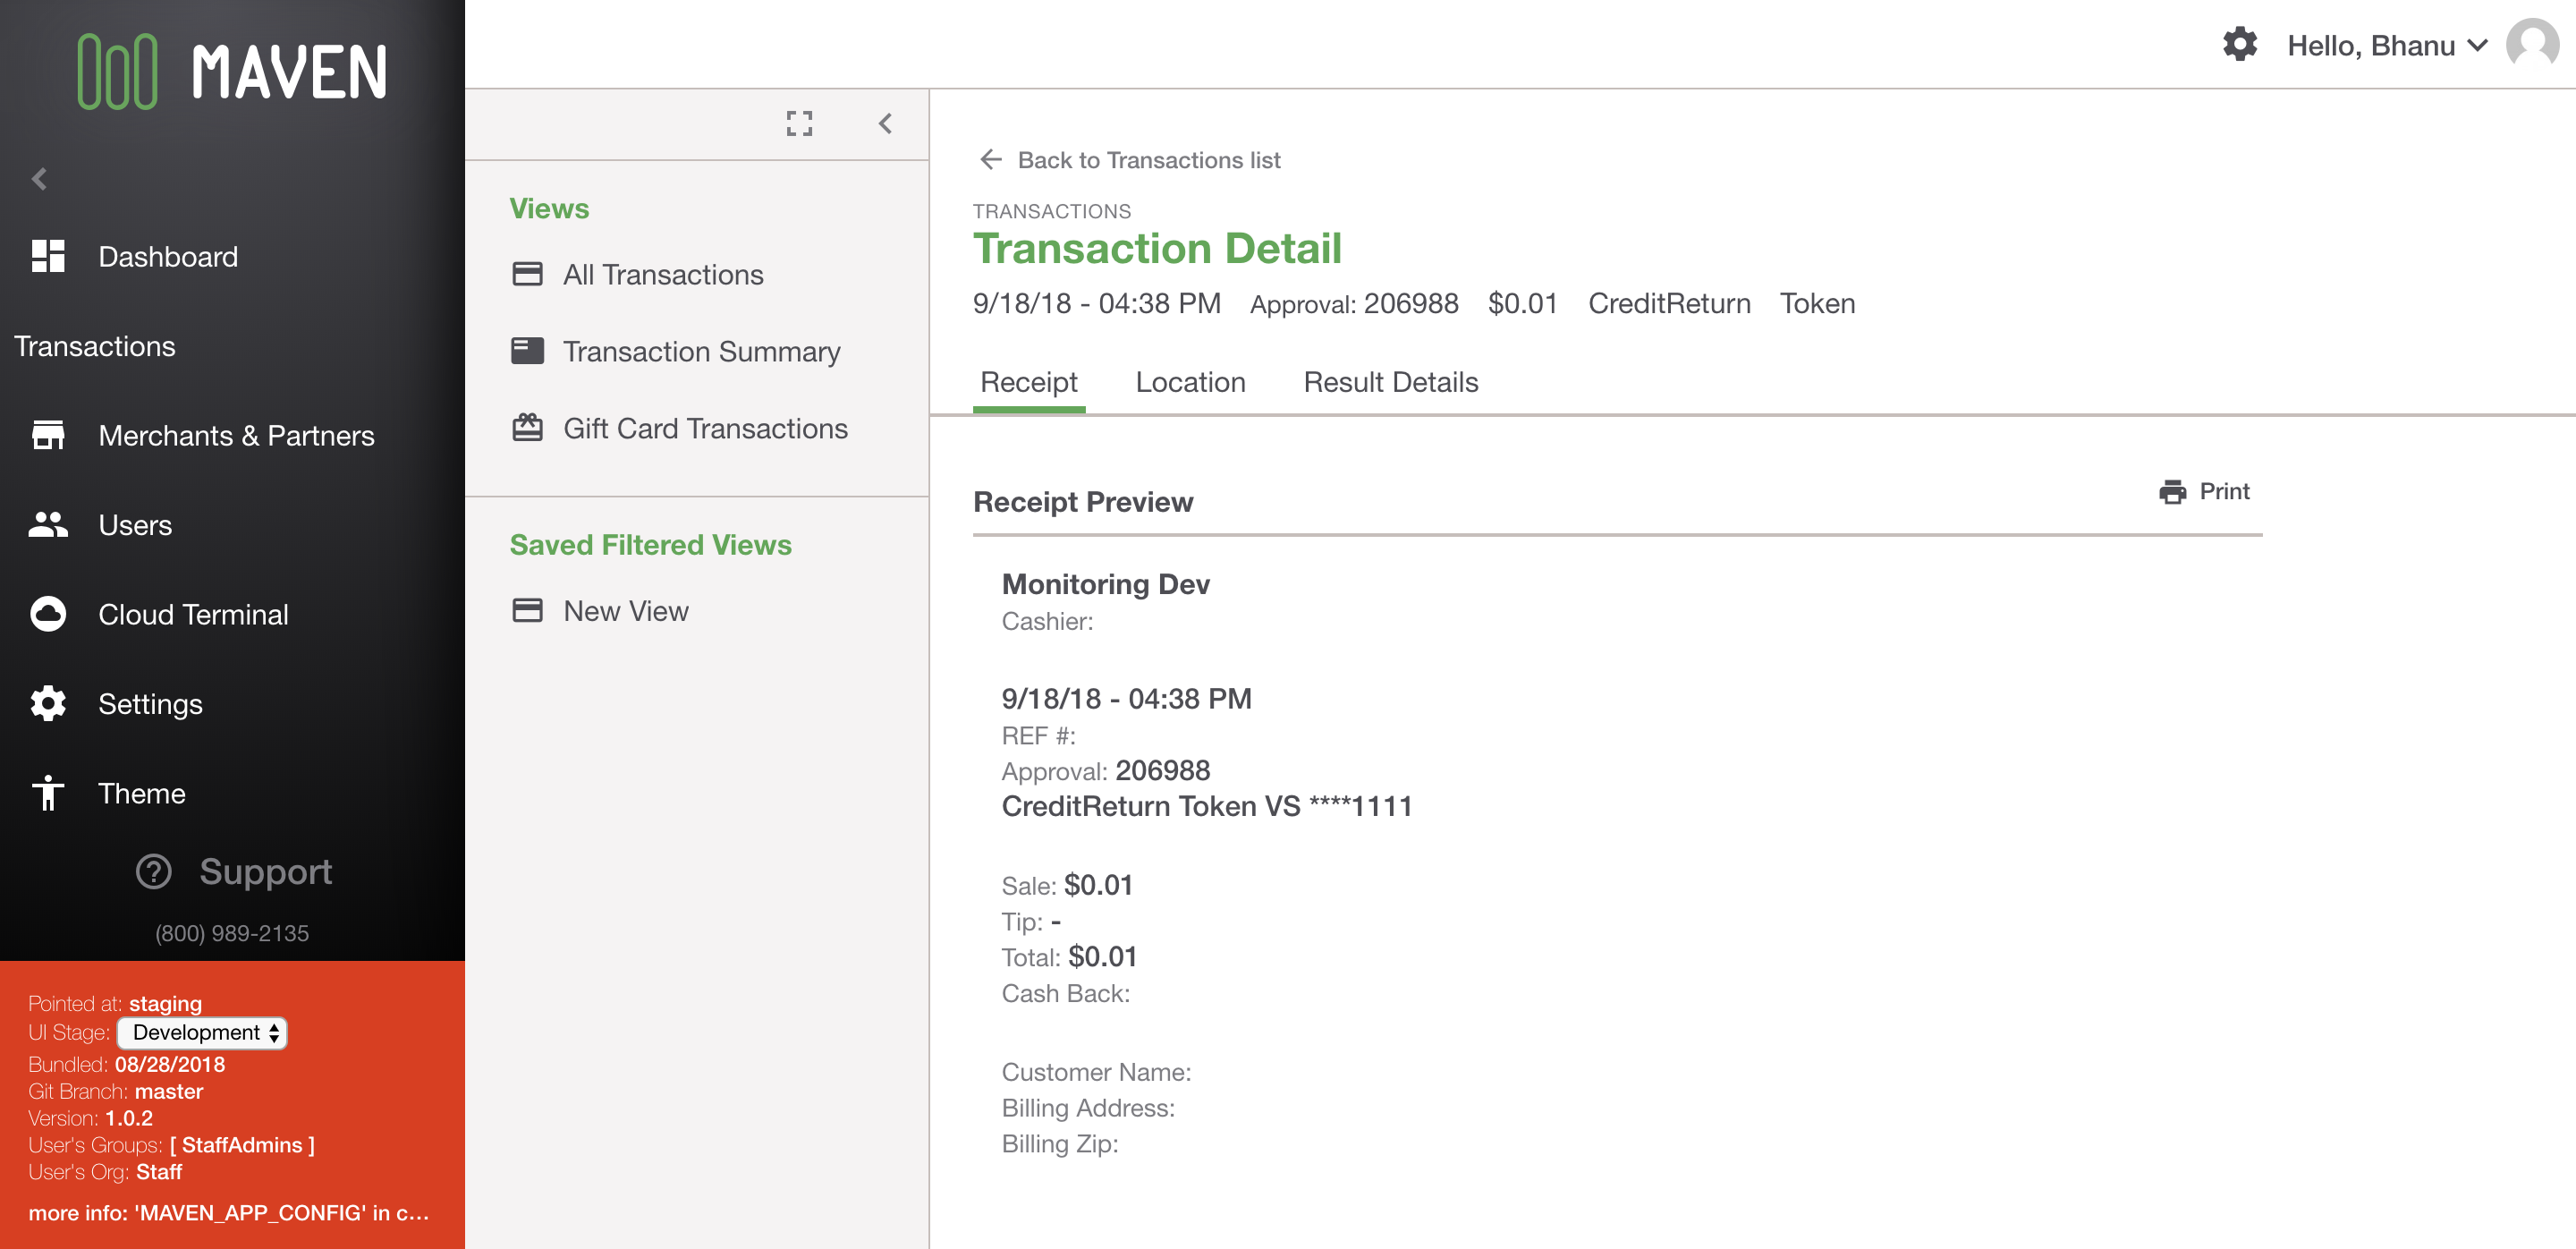 MAVEN
Dashboard
Transactions
Merchants & Partners
Users
Cloud Terminal
Settings
Theme
Support
(800) 989-2135
Pointed at: staging
UI Stage: Development
Bundled: 08/28/2018
Git Branch: master
Version: 1.0.2
User's Groups: [ StaffAdmins ]
User's Org: Staff
more info: 'MAVEN_APP_CONFIG' in c...
Views
All Transactions
Transaction Summary
Gift Card Transactions
Saved Filtered Views
New View
Hello, Bhanu
Back to Transactions list
TRANSACTIONS
Transaction Detail
9/18/18 - 04:38 PM Approval: 206988 $0.01 CreditReturn Token
Receipt Location Result Details
Receipt Preview
Print
Monitoring Dev
Cashier:
9/18/18 - 04:38 PM
REF #:
Approval: 206988
CreditReturn Token VS ****1111
Sale: $0.01
Tip: -
Total: $0.01
Cash Back:
Customer Name:
Billing Address:
Billing Zip: